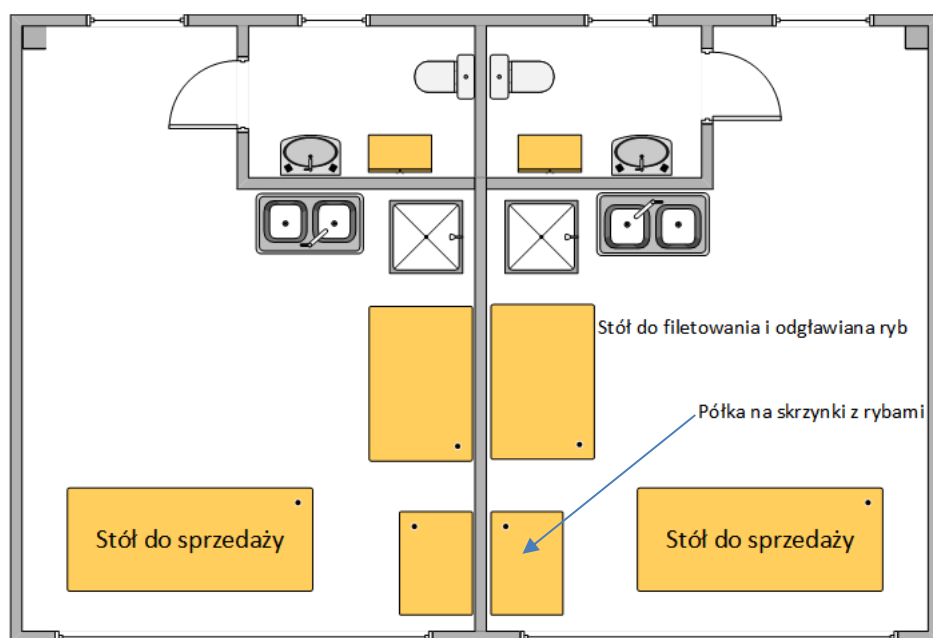 Stół do filetowania i odgławiana ryb
Półka na skrzynki z rybami
Stół do sprzedaży
Stół do sprzedaży